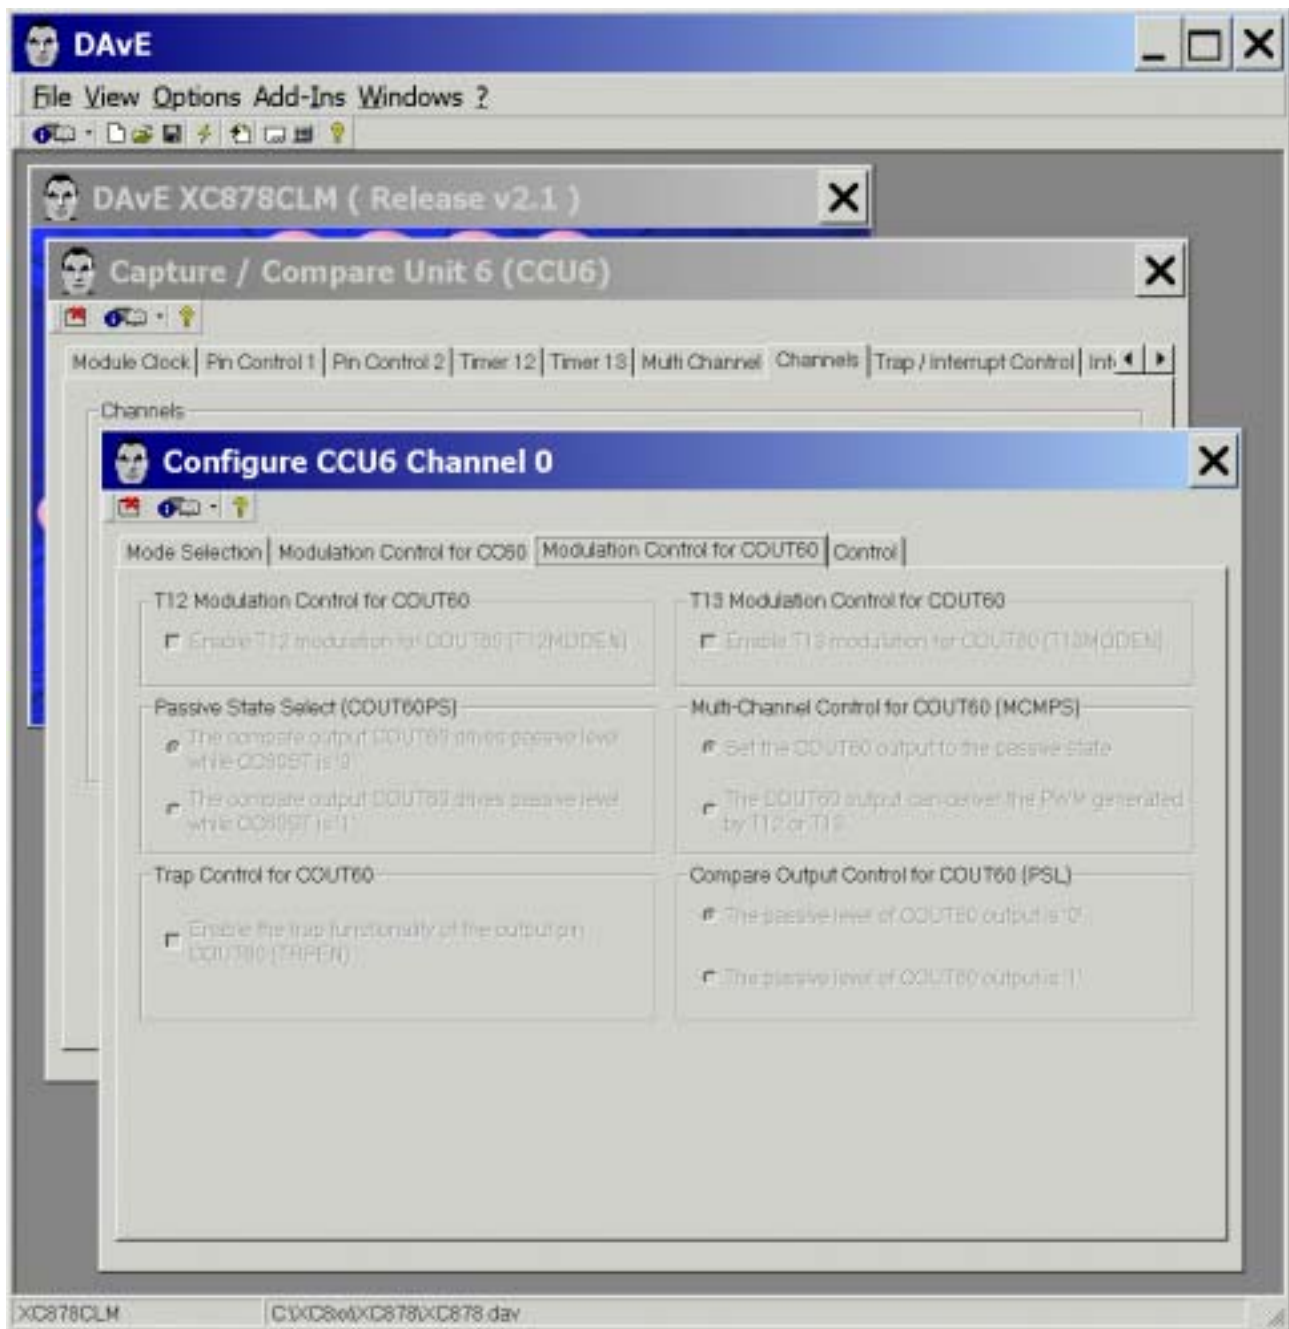 DAvE
File View Options Add-Ins Windows ?
DAvE XC878CLM ( Release v2.1 )
Capture / Compare Unit 6 (CCU6)
Module Clock Pin Control 1 Pin Control 2 Timer 12 Timer 13 Multi Channel Channels Trap / Interrupt Control Int
Channels
Configure CCU6 Channel 0
Mode Selection Modulation Control for CC60 Modulation Control for COUT60 Control
T12 Modulation Control for COUT60
Enable T12 modulation for COUT60 (T12MODEN)
T13 Modulation Control for COUT60
Enable T13 modulation for COUT60 (T13MODEN)
Passive State Select (COUT60PS)
The compare output COUT60 drives passive level
while CC60ST is '0'
The compare output COUT60 drives passive level
while CC60ST is '1'
Multi-Channel Control for COUT60 (MCMPS)
Set the COUT60 output to the passive state
The COUT60 output can deliver the PWM generated
by T12 or T13
Trap Control for COUT60
Enable the trap functionality of the output pin
COUT60 (TRPEN)
Compare Output Control for COUT60 (PSL)
The passive level of COUT60 output is '0'
The passive level of COUT60 output is '1'
XC878CLM